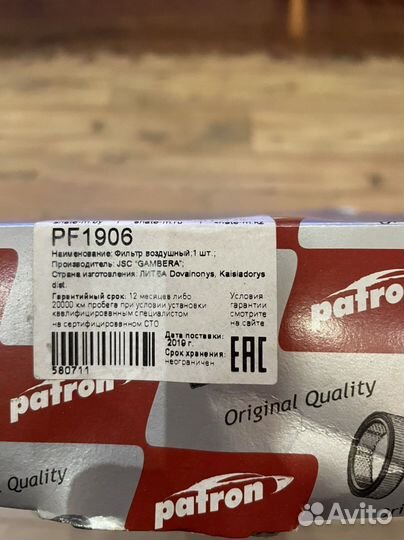 PF1906
Наименование: Фильтр воздушный;1 шт.;
Производитель: JSC "GAMBERA";
Страна изготовления: ЛИТВА Dovainonys, Kaisiadorys
dist.
Гарантийный срок: 12 месяцев либо
20000 км пробега при условии установки
квалифицированным специалистом
на сертифицированном СТО
Условия
гарантии
смотрите
на сайте
Дата поставки:
2019 г.
Срок хранения:
неограничен
EAC
580711
patron
patron
Original Quality
l Quality
patron
Avito